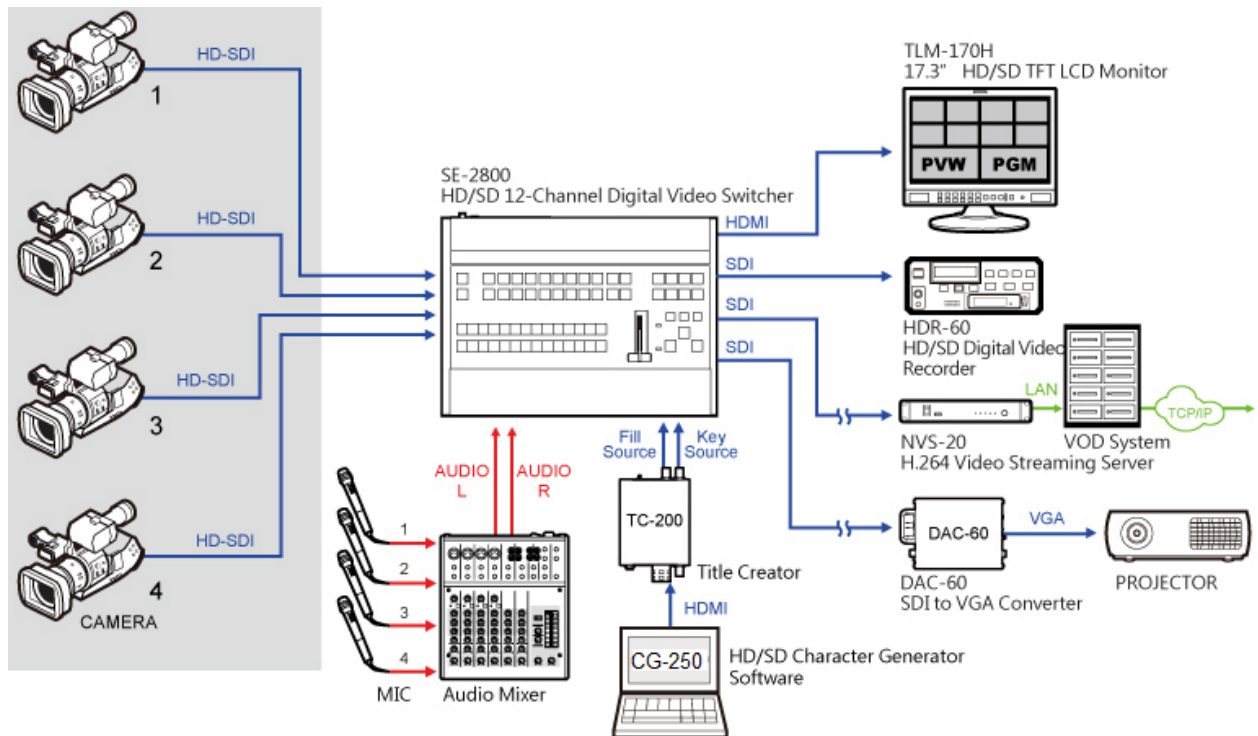 HD-SDI
1
HD-SDI
2
HD-SDI
3
HD-SDI
4
CAMERA
SE-2800
HD/SD 12-Channel Digital Video Switcher
HDMI
SDI
SDI
SDI
TLM-170H
17.3" HD/SD TFT LCD Monitor
PVW PGM
HDR-60
HD/SD Digital Video
Recorder
LAN
TCP/IP
NVS-20
H.264 Video Streaming Server
VOD System
DAC-60
VGA
DAC-60
SDI to VGA Converter
PROJECTOR
AUDIO
L
AUDIO
R
1
2
3
4
MIC
Audio Mixer
Fill
Source
Key
Source
TC-200
Title Creator
HDMI
CG-250
HD/SD Character Generator
Software